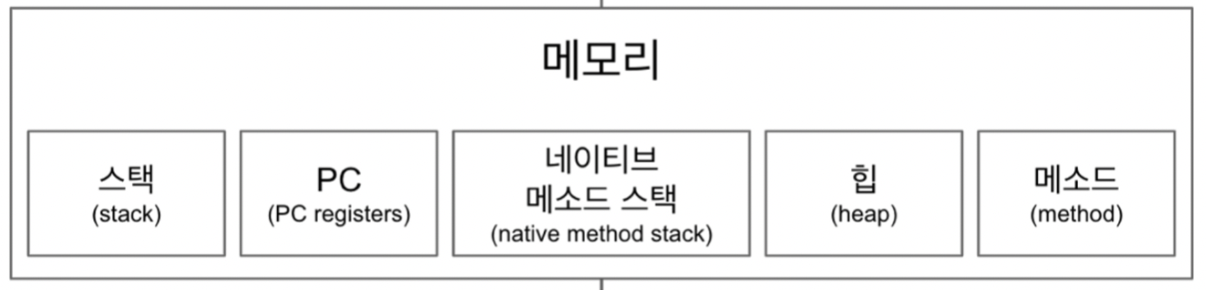 메모리
스택
(stack)
PC
(PC registers)
네이티브
메소드 스택
(native method stack)
힙
(heap)
메소드
(method)